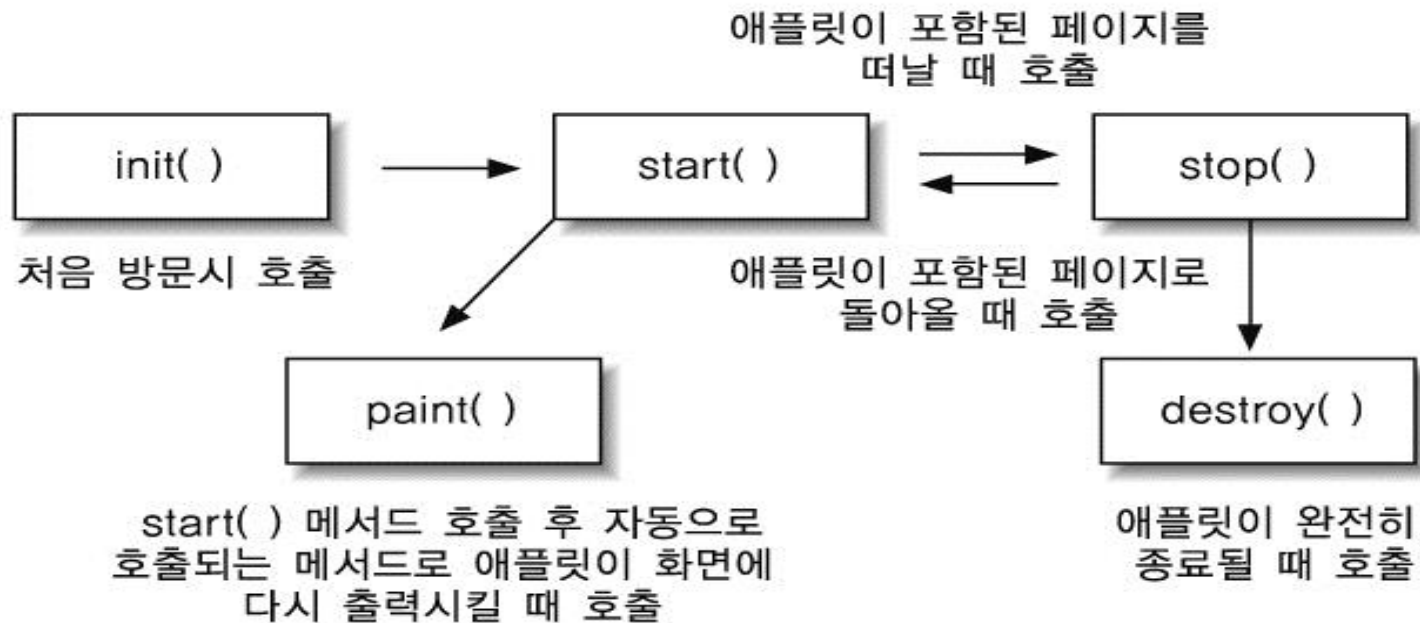 애플릿이 포함된 페이지를
떠날 때 호출
init( )
start( )
stop( )
처음 방문시 호출
애플릿이 포함된 페이지로
돌아올 때 호출
paint( )
destroy( )
start( ) 메서드 호출 후 자동으로
호출되는 메서드로 애플릿이 화면에
다시 출력시킬 때 호출
애플릿이 완전히
종료될 때 호출